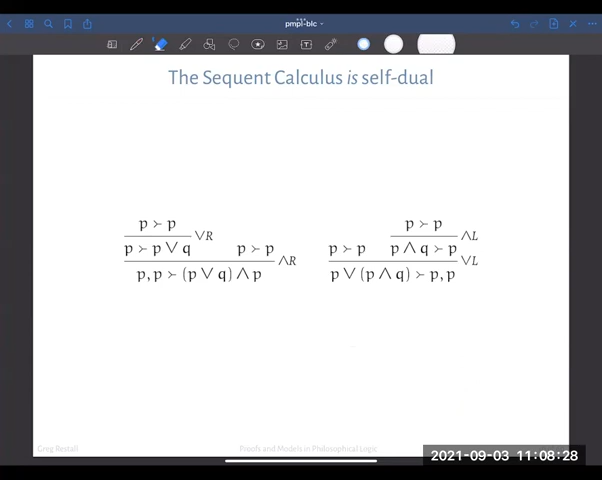 pmpl-blc
The Sequent Calculus is self-dual
p ≻ p
p ≻ p ∨ q ∨R p ≻ p
p, p ≻ (p ∨ q) ∧ p ∧R
p ≻ p
p ≻ p p ∧ q ≻ p ∧L
p ∨ (p ∧ q) ≻ p, p ∨L
Greg Restall
Proofs and Models in Philosophical Logic
2021-09-03 11:08:28